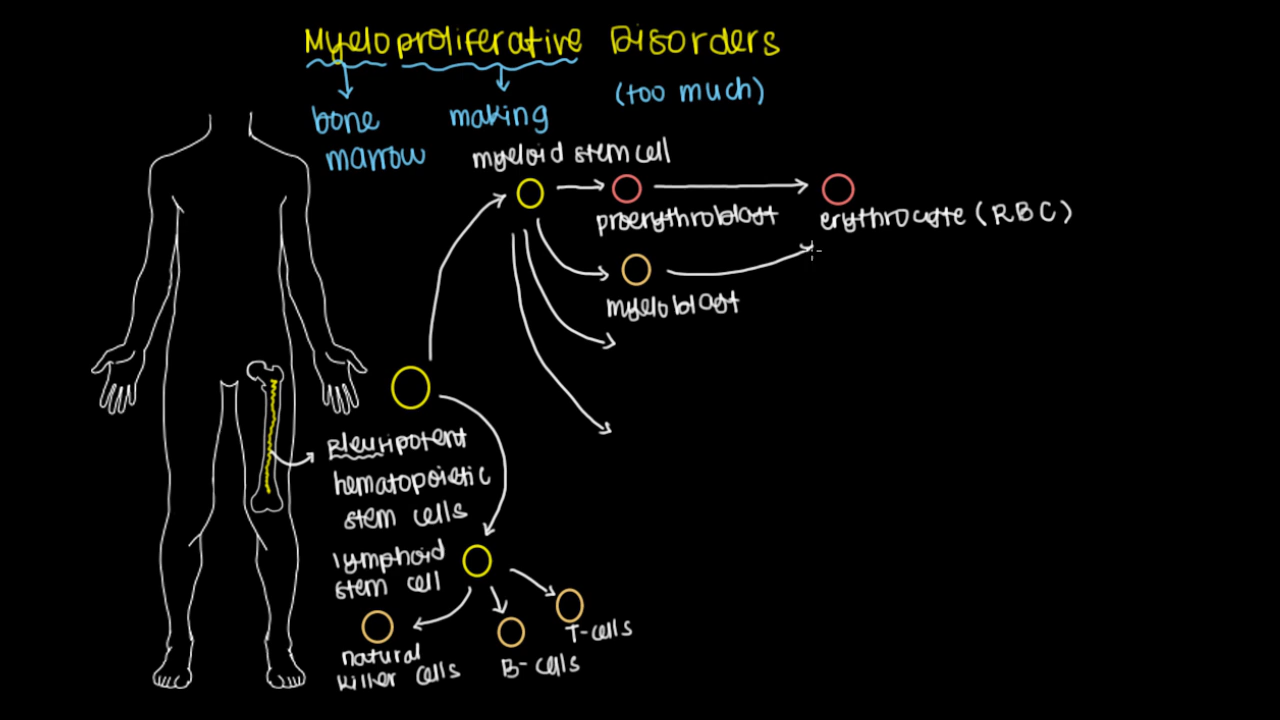 Myeloproliferative Disorders
(too much)
bone
marrow
making
myeloid stem cell
proerythroblast
erythrocyte (RBC)
myeloblast
Pleuripotent
hematopoietic
stem cells
lymphoid
stem cell
natural
killer cells
B-cells
T-cells